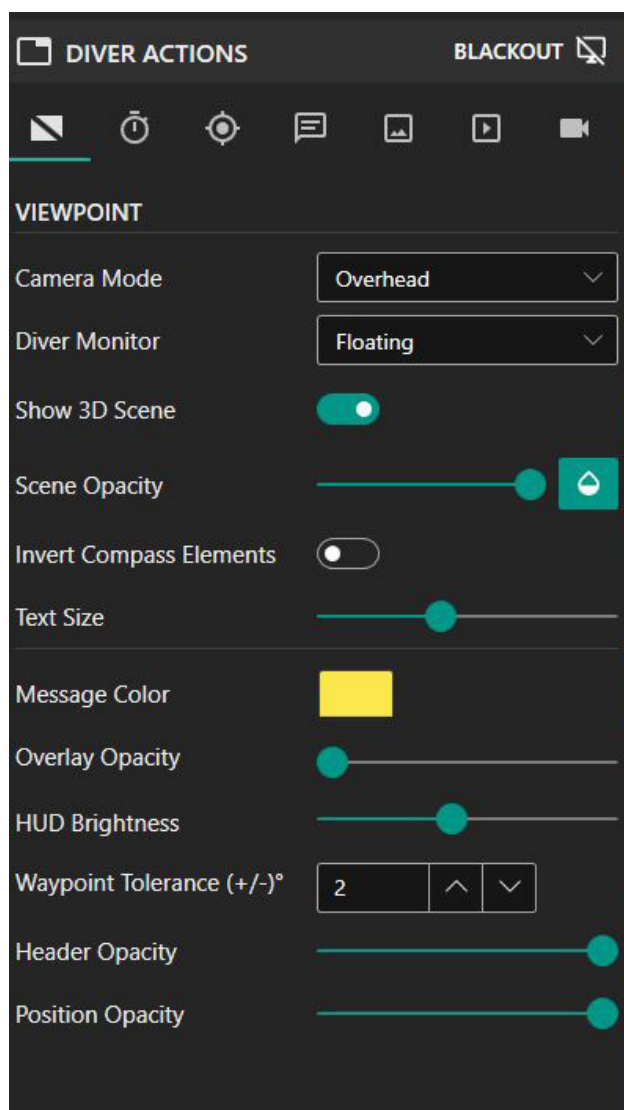 DIVER ACTIONS BLACKOUT
VIEWPOINT
Camera Mode Overhead
Diver Monitor Floating
Show 3D Scene
Scene Opacity
Invert Compass Elements
Text Size
Message Color
Overlay Opacity
HUD Brightness
Waypoint Tolerance (+/-)° 2
Header Opacity
Position Opacity